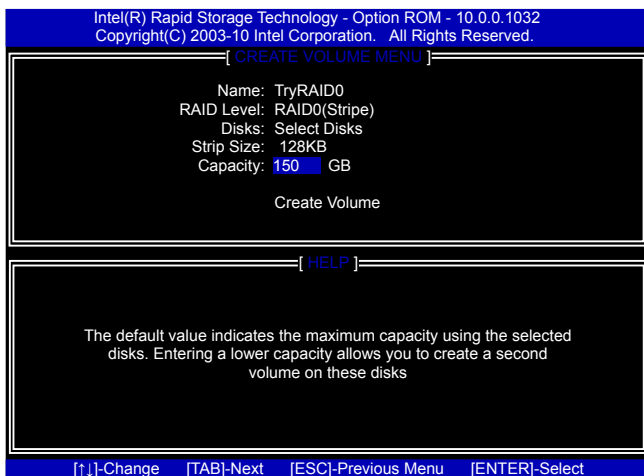 Intel(R) Rapid Storage Technology - Option ROM - 10.0.0.1032
Copyright(C) 2003-10 Intel Corporation. All Rights Reserved.
[ CREATE VOLUME MENU ]
Name: TryRAID0
RAID Level: RAID0(Stripe)
Disks: Select Disks
Strip Size: 128KB
Capacity: 150 GB
Create Volume
[ HELP ]
The default value indicates the maximum capacity using the selected
disks. Entering a lower capacity allows you to create a second
volume on these disks
[↑↓]-Change [TAB]-Next [ESC]-Previous Menu [ENTER]-Select